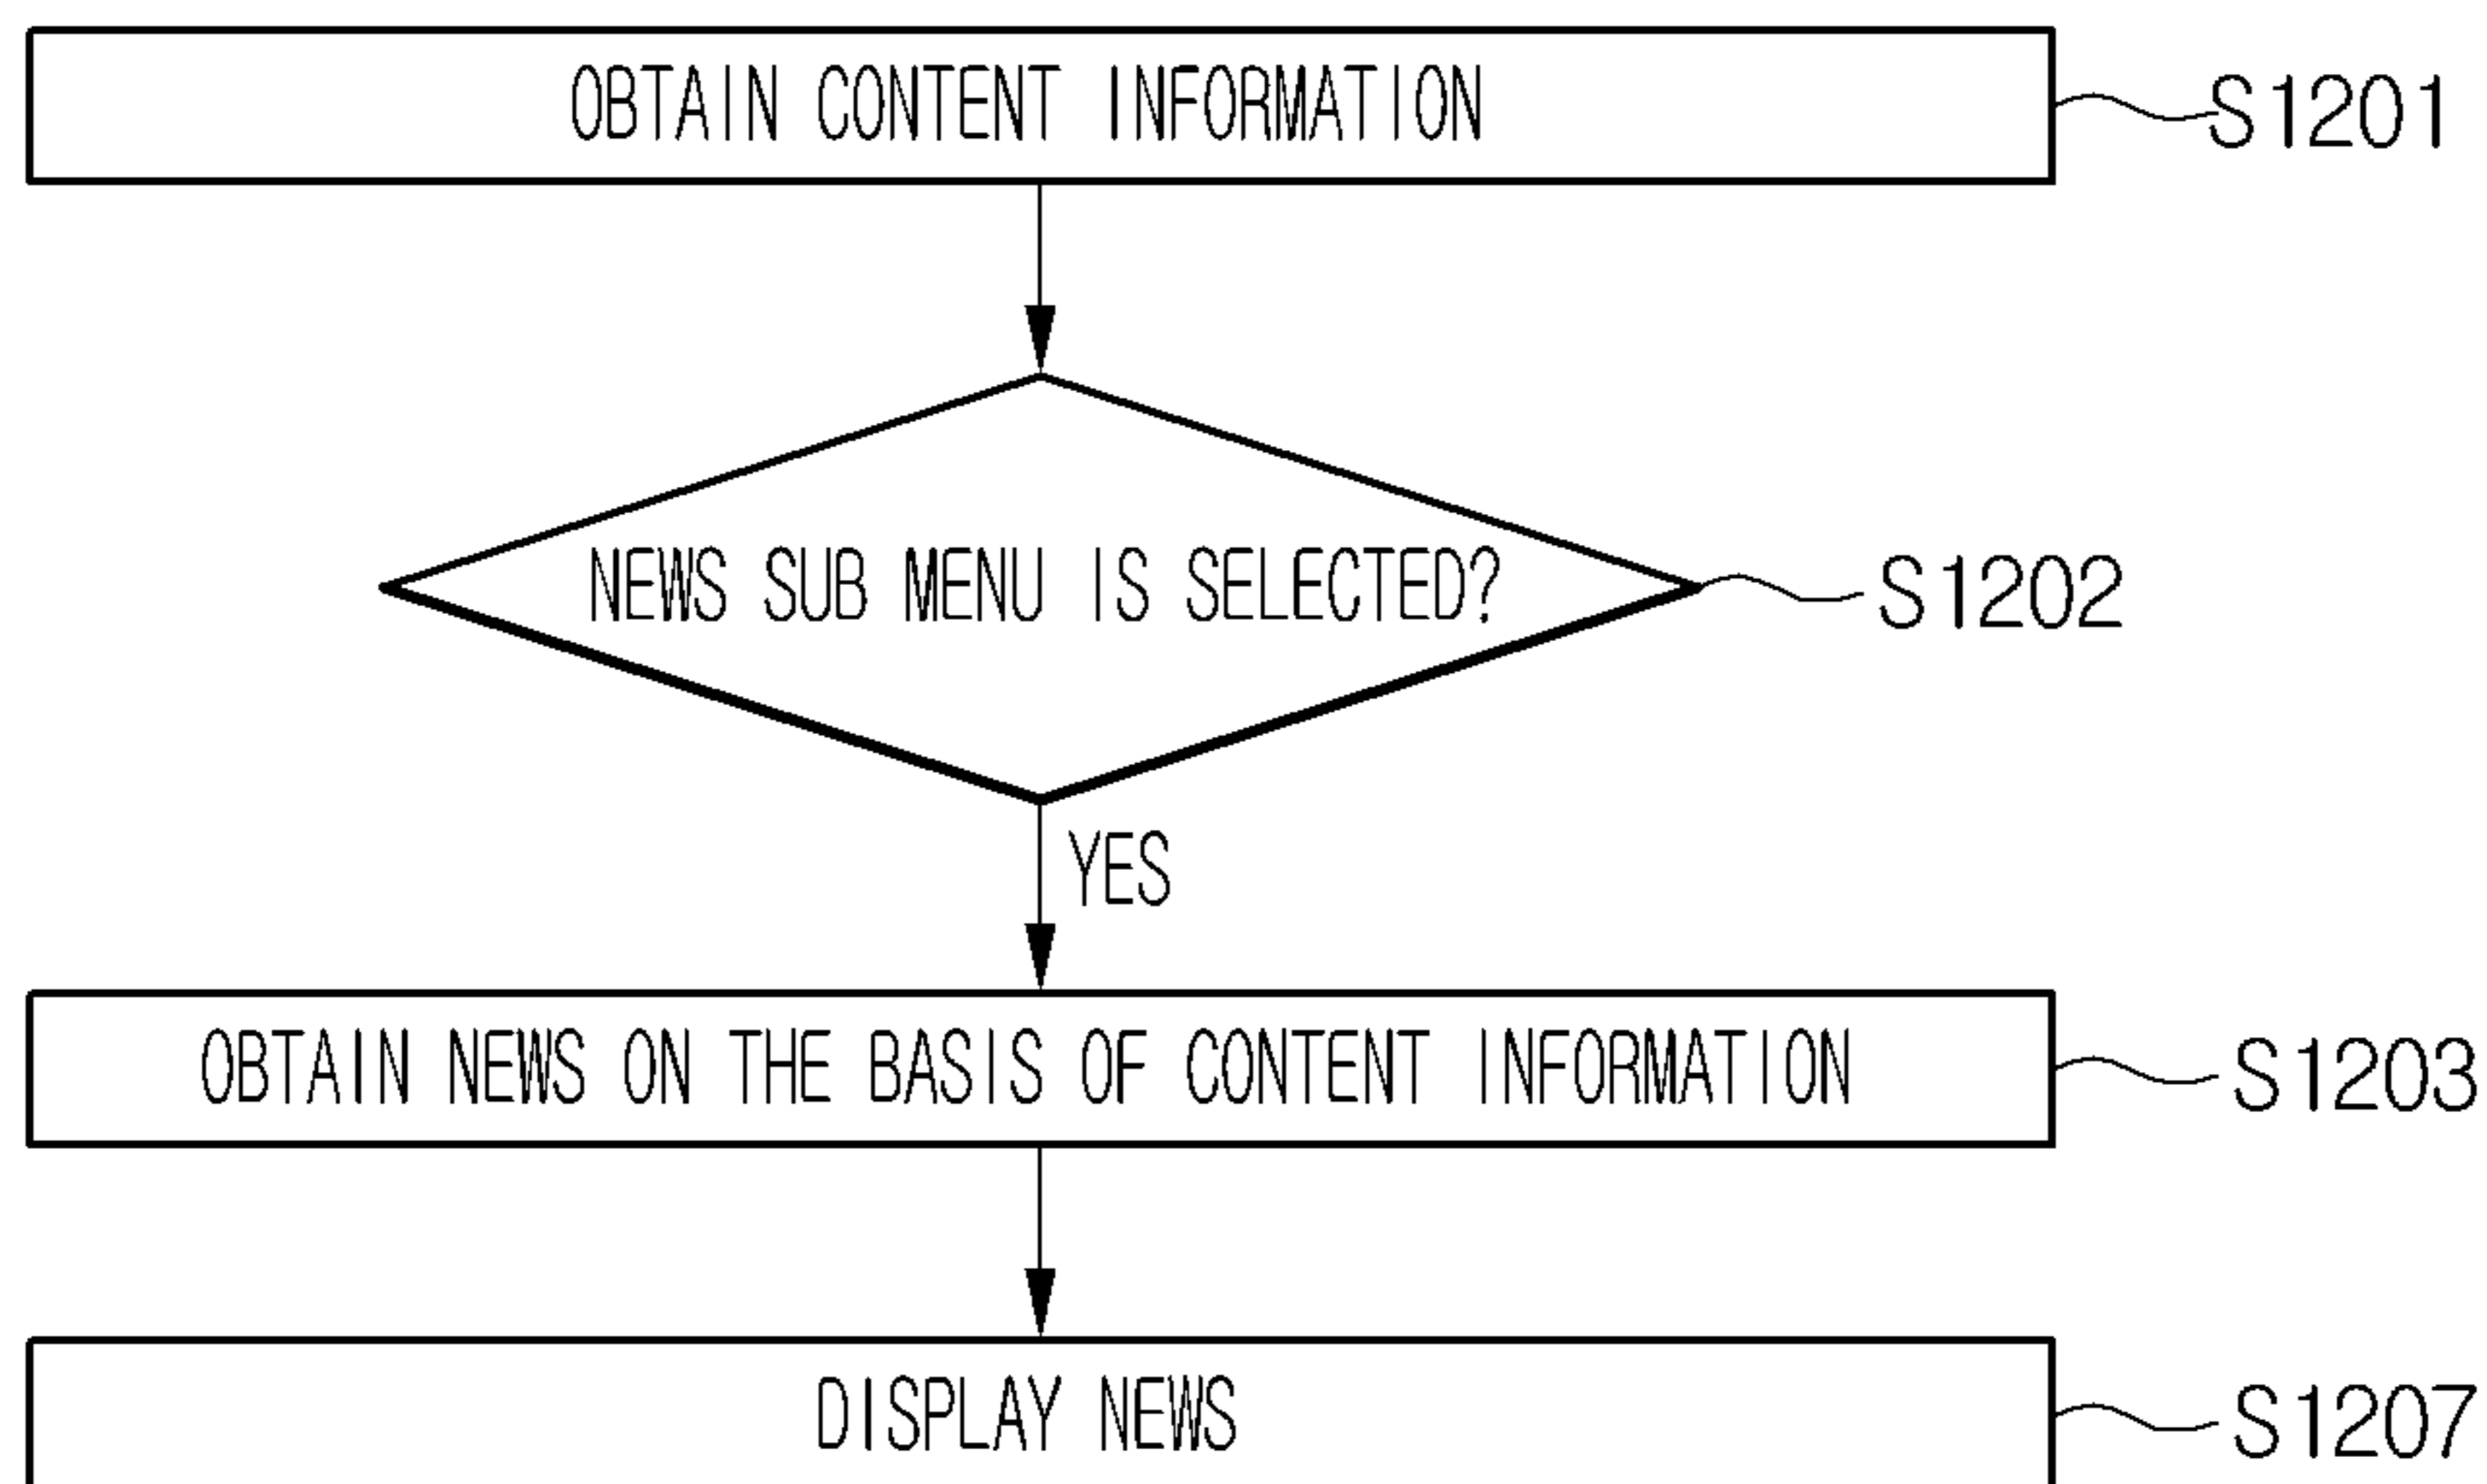 OBTAIN CONTENT INFORMATION
S1201
NEWS SUB MENU IS SELECTED?
S1202
YES
OBTAIN NEWS ON THE BASIS OF CONTENT INFORMATION
S1203
DISPLAY NEWS
S1207